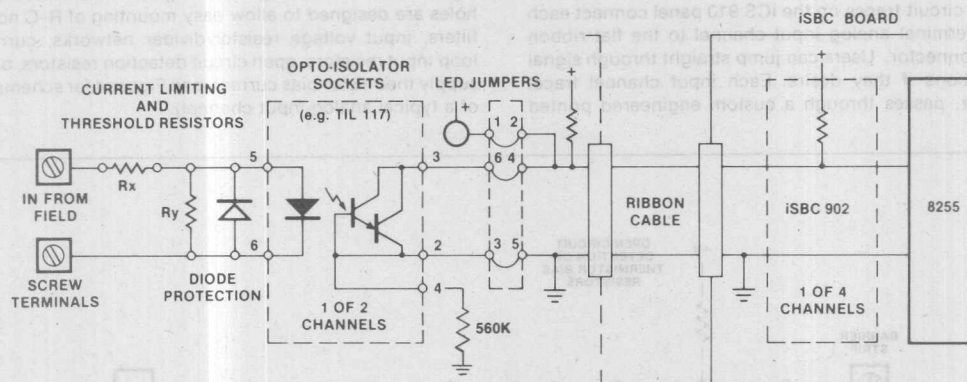 iSBC BOARD
OPTO-ISOLATOR
SOCKETS
(e.g. TIL 117)
LED JUMPERS
CURRENT LIMITING
AND
THRESHOLD RESISTORS
+
+
+
1 2
5
3
6 4
Rx
Ry
IN FROM
FIELD
RIBBON
CABLE
iSBC 902
8255
6
2
3 5
4
SCREW
TERMINALS
DIODE
PROTECTION
1 OF 2
CHANNELS
560K
1 OF 4
CHANNELS